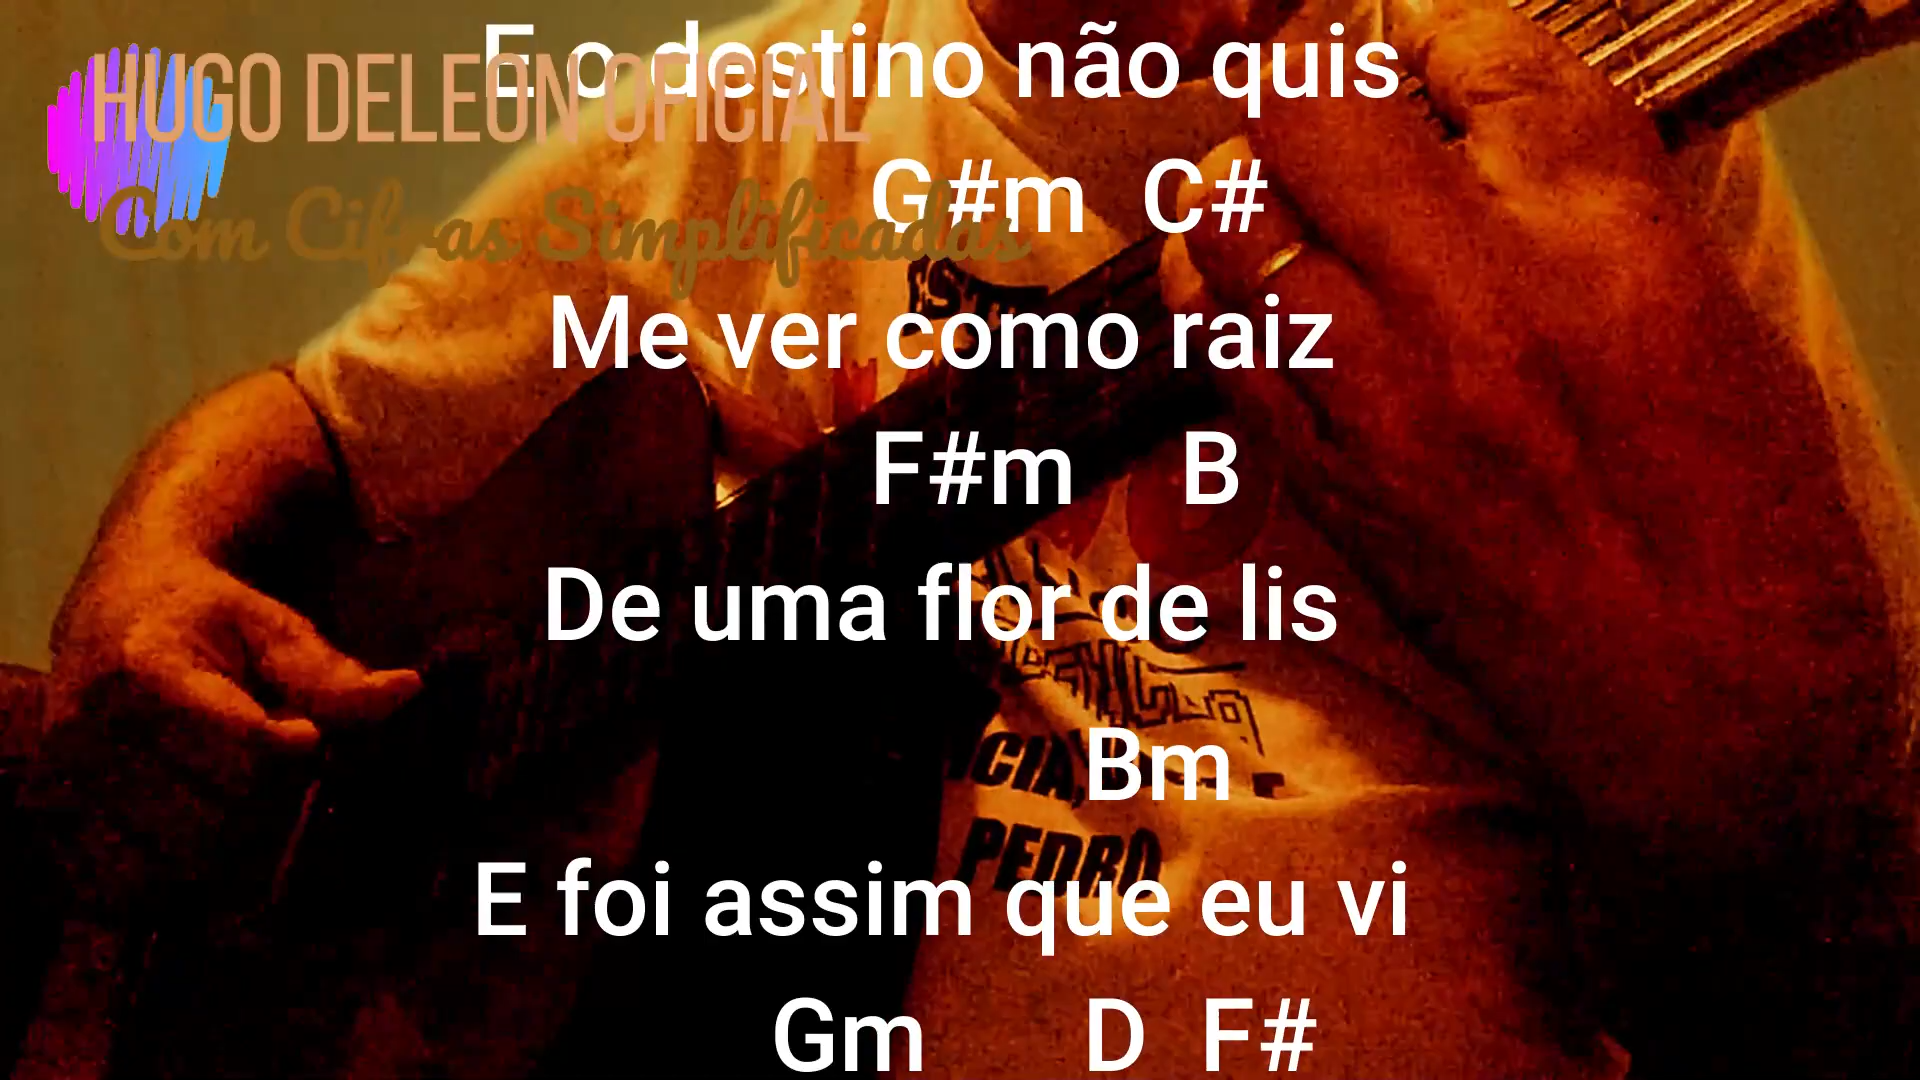 E o destino não quis
HUGO DELEON OFICIAL
G#m C#
Com Cifras Simplificadas
Me ver como raiz
F#m B
De uma flor de lis
Bm
E foi assim que eu vi
PEDRO
Gm D F#